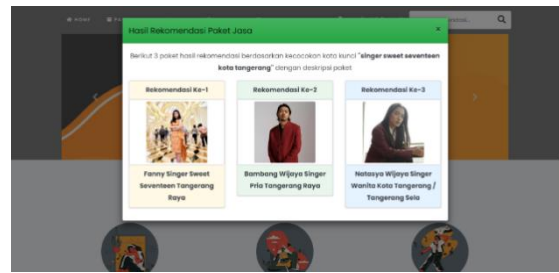 HOME
Hasil Rekomendasi Paket Jasa
×
Berikut 3 paket hasil rekomendasi berdasarkan kecocokan kata kunci "singer sweet seventeen
kota tangerang" dengan deskripsi paket
Rekomendasi Ke-1
Fanny Singer Sweet
Seventeen Tangerang
Raya
Rekomendasi Ke-2
Bambang Wijaya Singer
Pria Tangerang Raya
Rekomendasi Ke-3
Natasya Wijaya Singer
Wanita Kota Tangerang /
Tangerang Sela